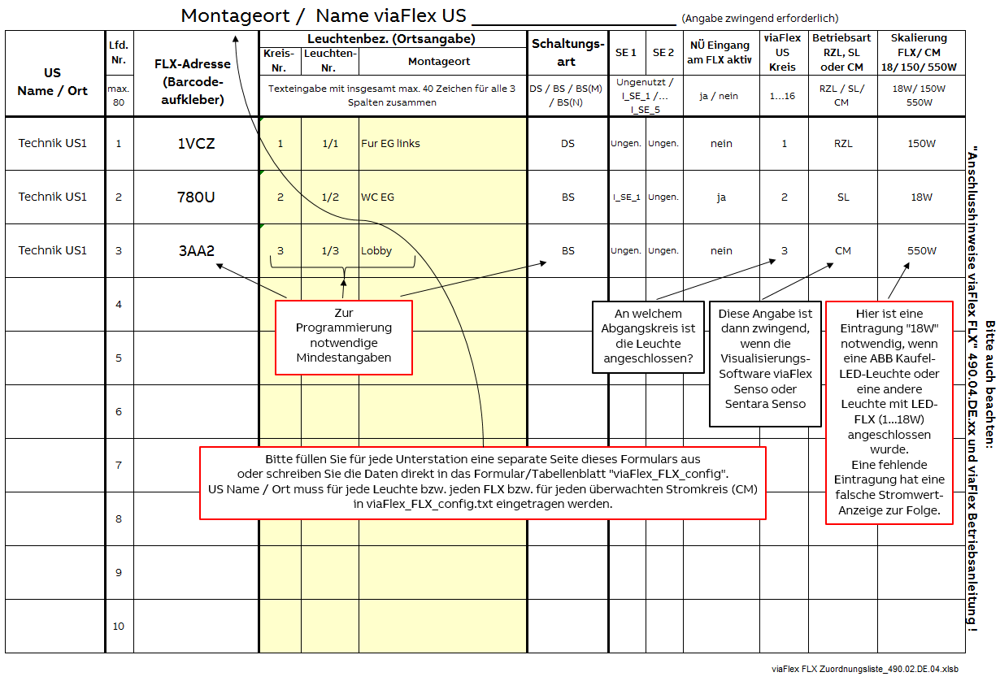 Montageort / Name viaFlex US ____________________ (Angabe zwingend erforderlich)
US
Name / Ort
Lfd.
Nr.
max.
80
FLX-Adresse
(Barcode-
aufkleber)
Leuchtenbez. (Ortsangabe)
Kreis-
Nr.
Leuchten-
Nr.
Montageort
Texteingabe mit insgesamt max. 40 Zeichen für alle 3
Spalten zusammen
Schaltungs-
art
DS / BS / BS(M)
/ BS(N)
SE 1
SE 2
Ungenutzt /
I_SE_1 /...
I_SE_5
NÜ Eingang
am FLX aktiv
ja / nein
viaFlex
US
Kreis
1...16
Betriebsart
RZL, SL
oder CM
RZL / SL/
CM
Skalierung
FLX/ CM
18/ 150/ 550W
18W/ 150W
550W
Technik US1 1 1VCZ 1 1/1 Fur EG links DS Ungen. Ungen. nein 1 RZL 150W
Technik US1 2 780U 2 1/2 WC EG BS I_SE_1 Ungen. ja 2 SL 18W
Technik US1 3 3AA2 3 1/3 Lobby BS Ungen. Ungen. nein 3 CM 550W
4
5
6
7
8
9
10
Zur
Programmierung
notwendige
Mindestangaben
An welchem
Abgangskreis ist
die Leuchte
angeschlossen?
Diese Angabe ist
dann zwingend,
wenn die
Visualisierungs-
Software viaFlex
Senso oder
Sentara Senso
Hier ist eine
Eintragung "18W"
notwendig, wenn
eine ABB Kaufel-
LED-Leuchte oder
eine andere
Leuchte mit LED-
FLX (1...18W)
angeschlossen
wurde.
Eine fehlende
Eintragung hat eine
falsche Stromwert-
Anzeige zur Folge.
Bitte füllen Sie für jede Unterstation eine separate Seite dieses Formulars aus
oder schreiben Sie die Daten direkt in das Formular/Tabellenblatt "viaFlex_FLX_config".
US Name / Ort muss für jede Leuchte bzw. jeden FLX bzw. für jeden überwachten Stromkreis (CM)
in viaFlex_FLX_config.txt eingetragen werden.
Bitte auch beachten:
"Anschlusshinweise viaFlex FLX" 490.04.DE.xx und viaFlex Betriebsanleitung !
viaFlex FLX Zuordnungsliste_490.02.DE.04.xlsb